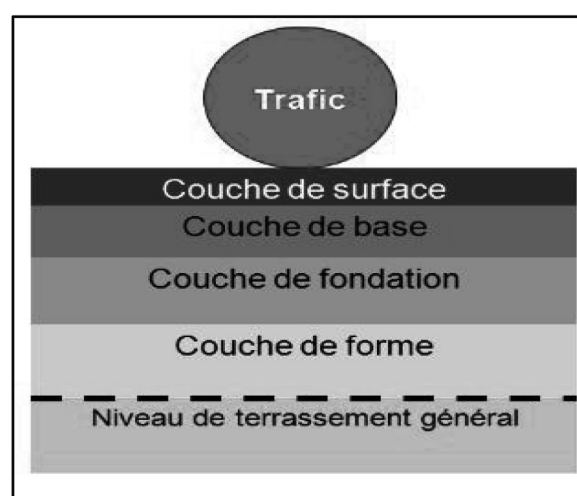 Trafic
Couche de surface
Couche de base
Couche de fondation
Couche de forme
Niveau de terrassement général